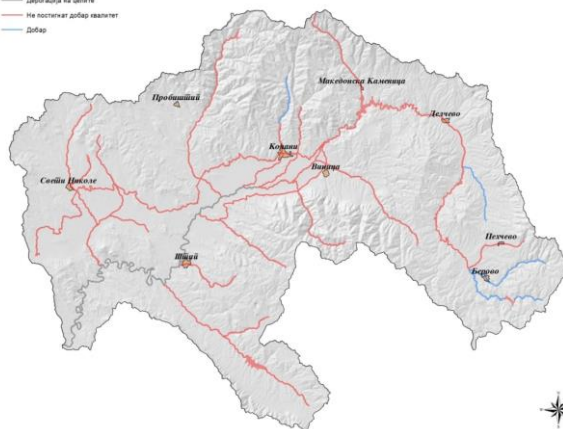 Дерогација на целите
Не постигнат добар квалитет
Добар
Македонска Каменица
Пробиштип
Делчево
Кочани
Виница
Свети Николе
Пехчево
Штип
Берово